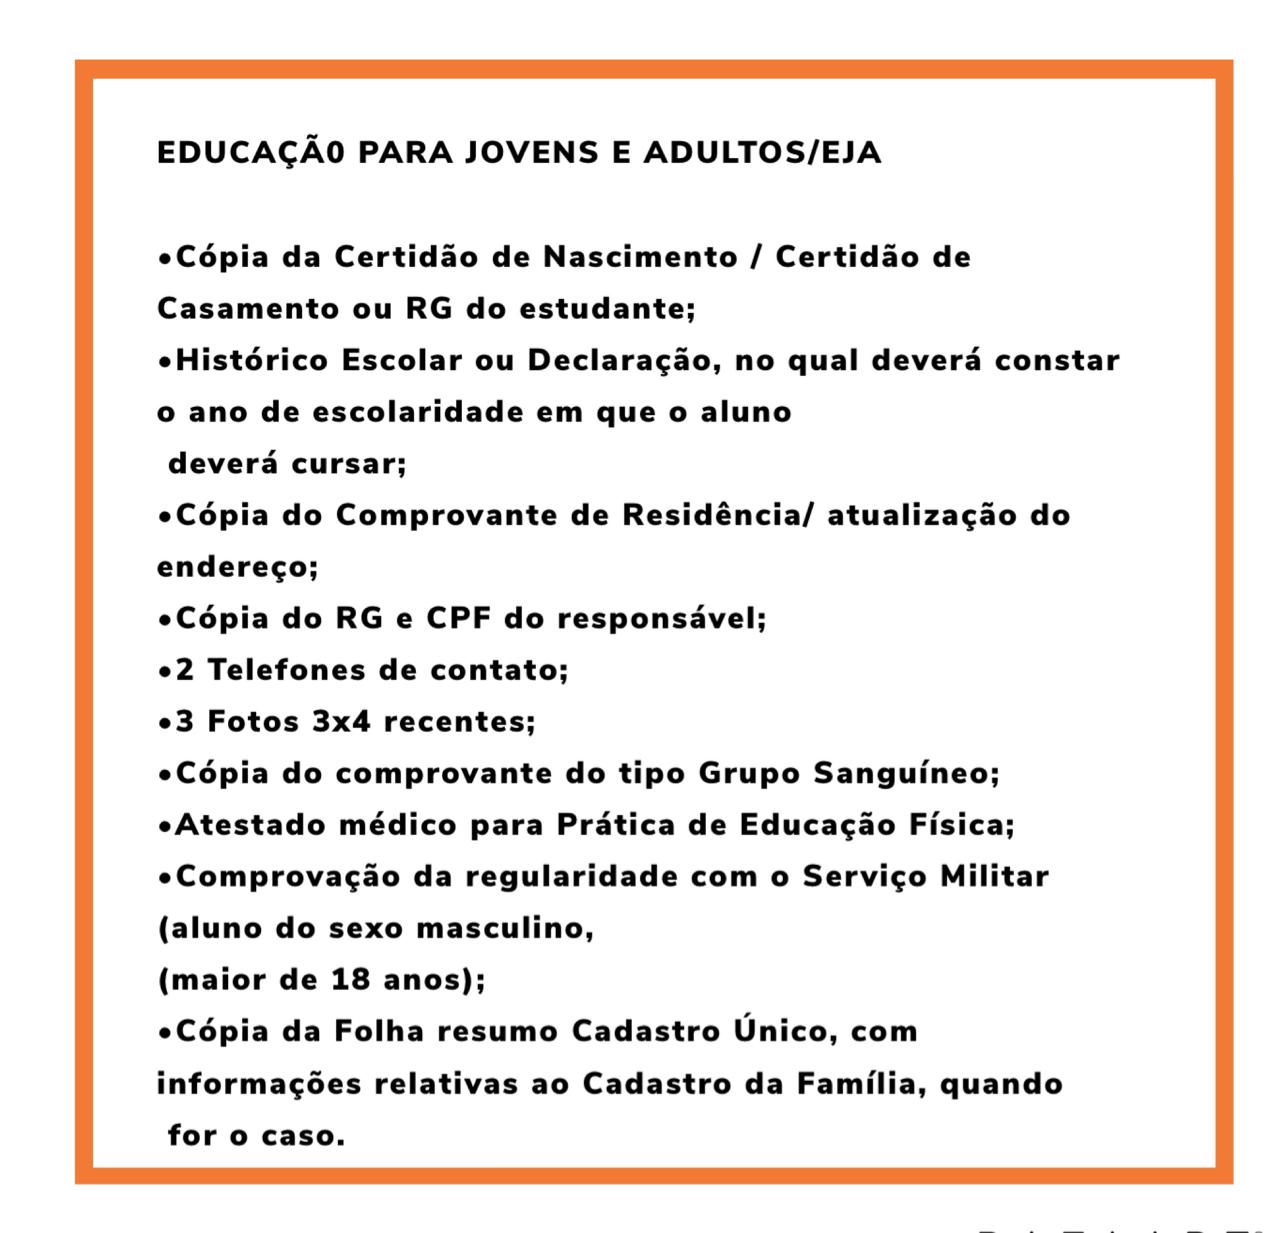 EDUCAÇÃ0 PARA JOVENS E ADULTOS/EJA
•Cópia da Certidão de Nascimento / Certidão de
Casamento ou RG do estudante;
•Histórico Escolar ou Declaração, no qual deverá constar
o ano de escolaridade em que o aluno
deverá cursar;
•Cópia do Comprovante de Residência/ atualização do
endereço;
•Cópia do RG e CPF do responsável;
•2 Telefones de contato;
•3 Fotos 3x4 recentes;
•Cópia do comprovante do tipo Grupo Sanguíneo;
•Atestado médico para Prática de Educação Física;
•Comprovação da regularidade com o Serviço Militar
(aluno do sexo masculino,
(maior de 18 anos);
•Cópia da Folha resumo Cadastro Único, com
informações relativas ao Cadastro da Família, quando
for o caso.